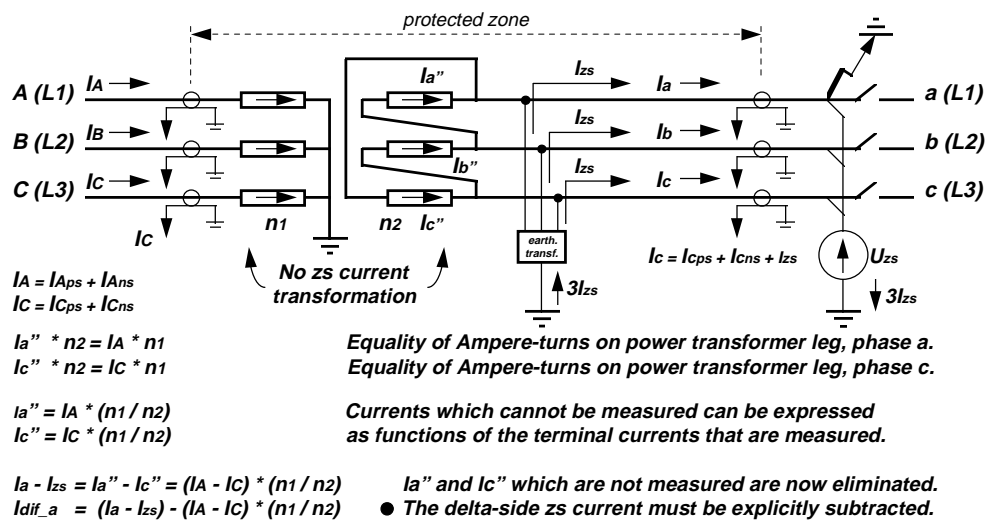 protected zone
IA
Ia”
Izs
Ia
A (L1)
a (L1)
IB
Izs
Ib
B (L2)
b (L2)
Ib”
IC
Izs
Ic
C (L3)
c (L3)
n1
n2
Ic”
IC
earth. transf.
IC = ICps + ICns + Izs
Uzs
No zs current
transformation
3Izs
3Izs
IA = IAps + IAns
IC = ICps + ICns
Ia” * n2 = IA * n1 Equality of Ampere-turns on power transformer leg, phase a.
Ic” * n2 = IC * n1 Equality of Ampere-turns on power transformer leg, phase c.
Ia” = IA * (n1 / n2) Currents which cannot be measured can be expressed
Ic” = IC * (n1 / n2) as functions of the terminal currents that are measured.
Ia - Izs = Ia” - Ic” = (IA - IC) * (n1 / n2) Ia” and Ic” which are not measured are now eliminated.
Idif_a = (Ia - Izs) - (IA - IC) * (n1 / n2) ● The delta-side zs current must be explicitly subtracted.